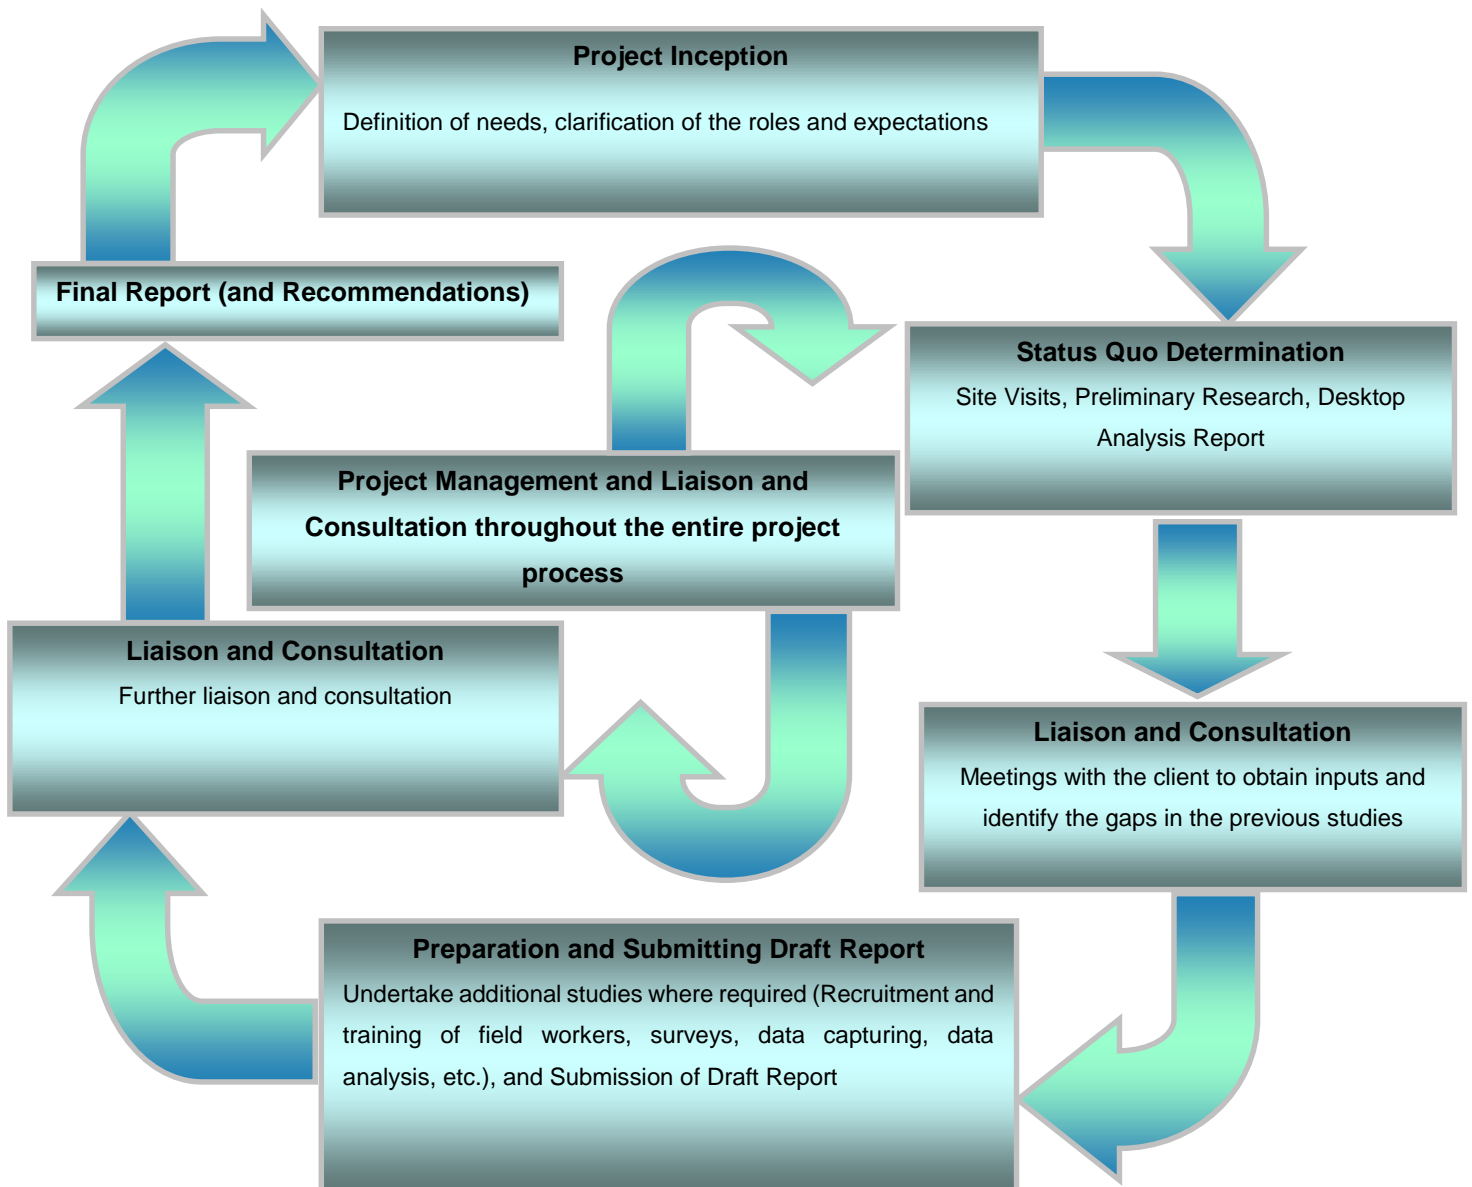 Project Inception
Definition of needs, clarification of the roles and expectations
Final Report (and Recommendations)
Status Quo Determination
Site Visits, Preliminary Research, Desktop
Analysis Report
Project Management and Liaison and
Consultation throughout the entire project
process
Liaison and Consultation
Further liaison and consultation
Liaison and Consultation
Meetings with the client to obtain inputs and
identify the gaps in the previous studies
Preparation and Submitting Draft Report
Undertake additional studies where required (Recruitment and
training of field workers, surveys, data capturing, data
analysis, etc.), and Submission of Draft Report